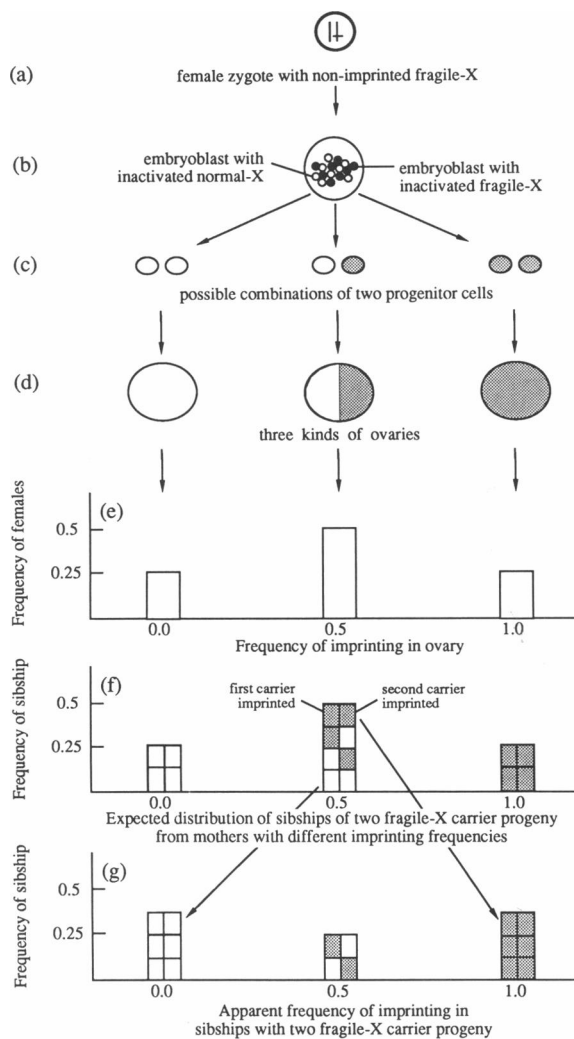 (a)
female zygote with non-imprinted fragile-X
(b)
embryoblast with
inactivated normal-X
embryoblast with
inactivated fragile-X
(c)
possible combinations of two progenitor cells
(d)
three kinds of ovaries
(e)
Frequency of females
0.5
0.25
0.0 0.5 1.0
Frequency of imprinting in ovary
(f)
Frequency of sibship
first carrier
imprinted
second carrier
imprinted
0.5
0.25
0.0 0.5 1.0
Expected distribution of sibships of two fragile-X carrier progeny
from mothers with different imprinting frequencies
(g)
Frequency of sibship
0.5
0.25
0.0 0.5 1.0
Apparent frequency of imprinting in
sibships with two fragile-X carrier progeny